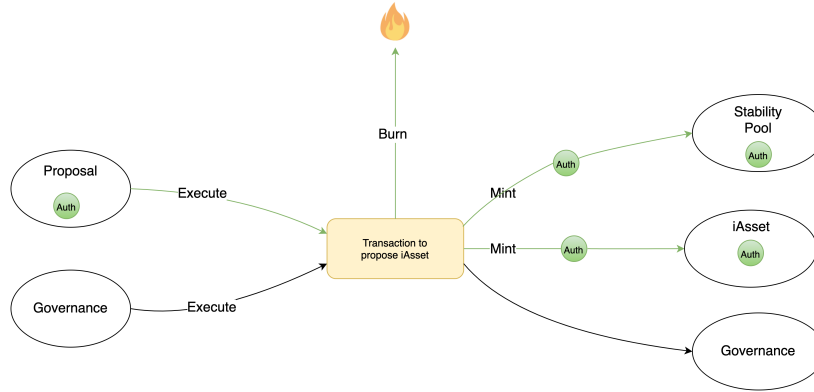 Burn
Stability
Pool
Auth
Auth
Proposal
Auth
Execute
Mint
iAsset
Auth
Auth
Mint
Transaction to
propose iAsset
Governance
Execute
Governance